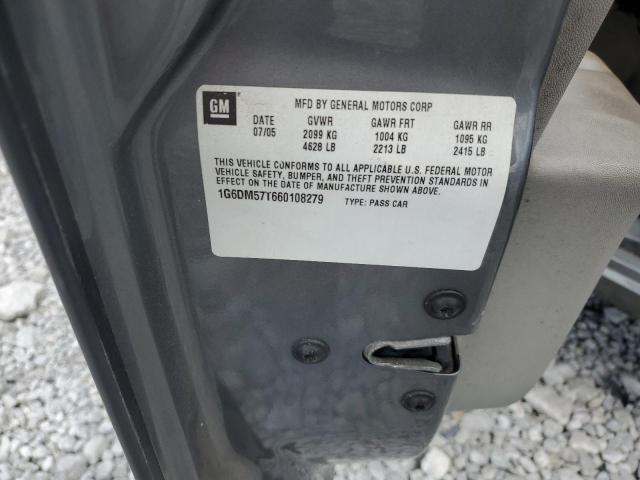 GM MFD BY GENERAL MOTORS CORP
DATE GVWR GAWR FRT GAWR RR
07/05 2099 KG 1004 KG 1095 KG
4628 LB 2213 LB 2415 LB
THIS VEHICLE CONFORMS TO ALL APPLICABLE U.S. FEDERAL MOTOR
VEHICLE SAFETY, BUMPER, AND THEFT PREVENTION STANDARDS IN
EFFECT ON THE DATE OF MANUFACTURE SHOWN ABOVE.
1G6DM57T660108279 TYPE: PASS CAR